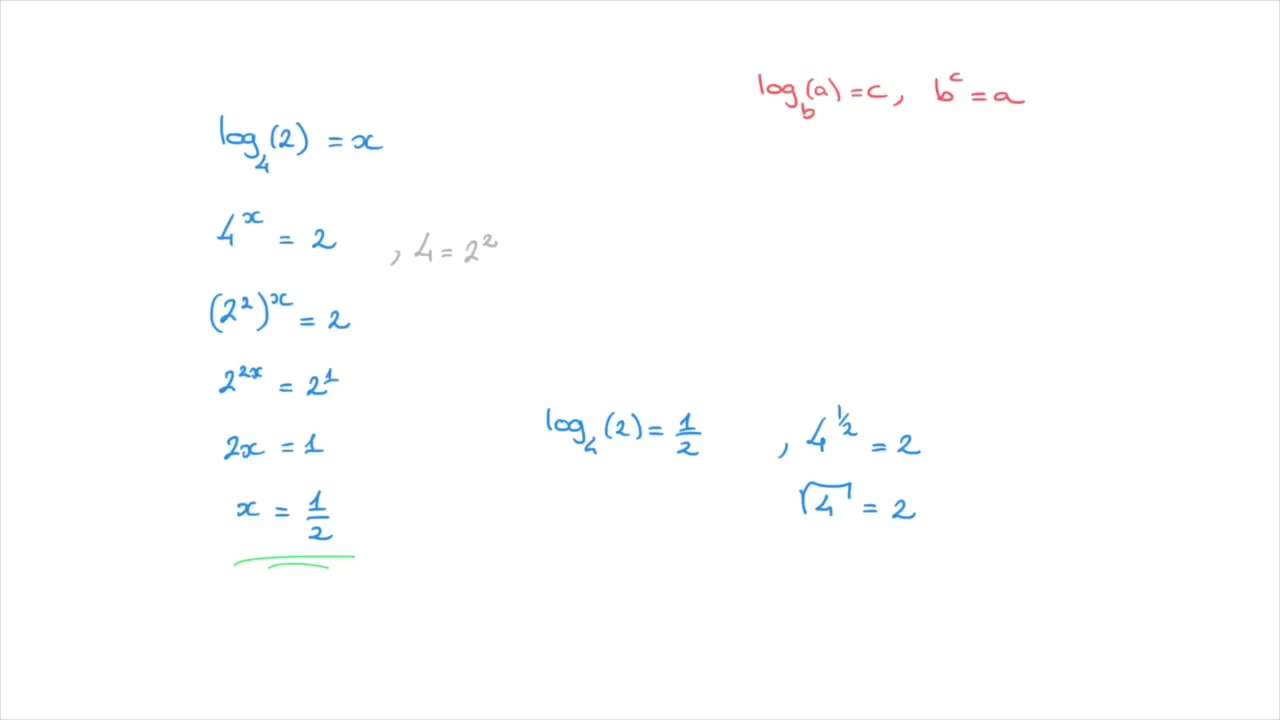 log_b(a) = c, b^c = a
log_4(2) = x
4^x = 2 , 4 = 2^2
(2^2)^x = 2
2^{2x} = 2^1
2x = 1
x = 1/2
log_4(2) = 1/2 , 4^{1/2} = 2
√4 = 2